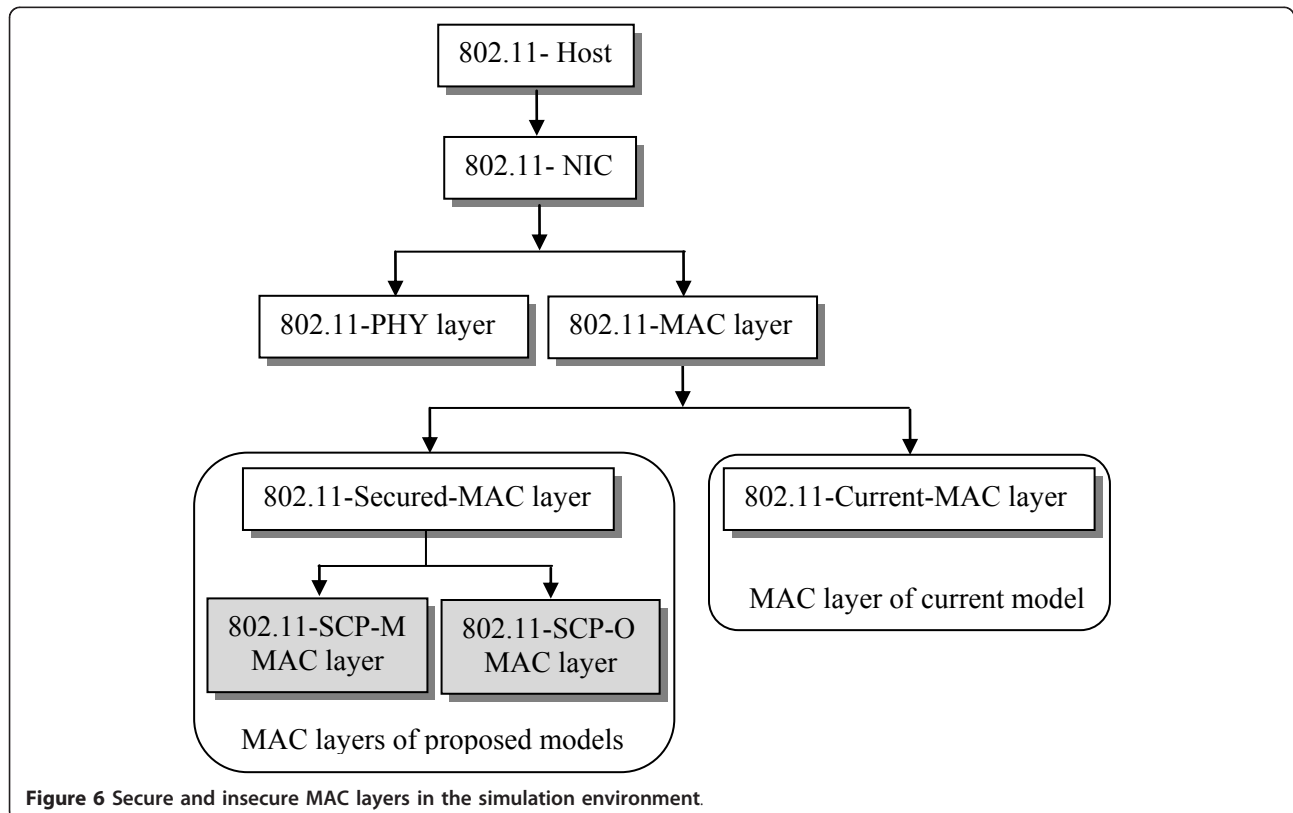 802.11- Host
802.11- NIC
802.11-PHY layer
802.11-MAC layer
802.11-Secured-MAC layer
802.11-Current-MAC layer
802.11-SCP-M
MAC layer
802.11-SCP-O
MAC layer
MAC layer of current model
MAC layers of proposed models
Figure 6 Secure and insecure MAC layers in the simulation environment.